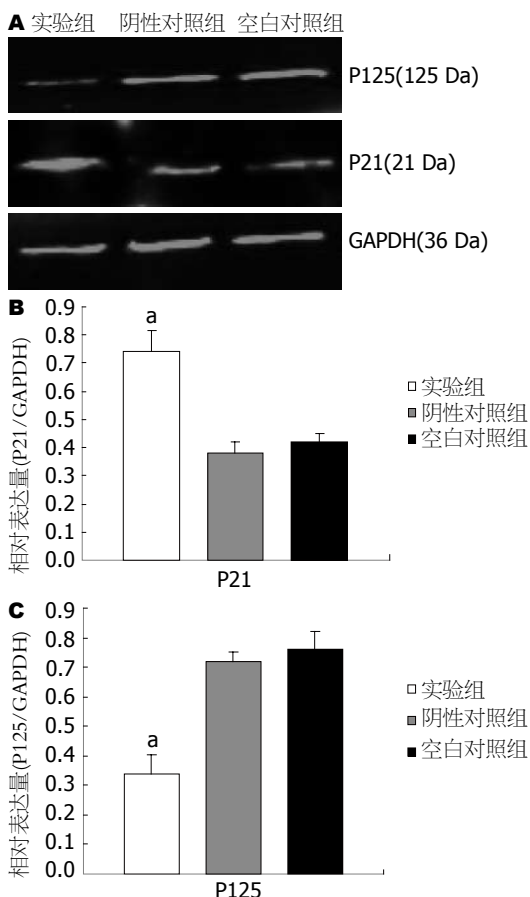 A 实验组 阴性对照组 空白对照组
P125(125 Da)
P21(21 Da)
GAPDH(36 Da)
B
相对表达量(P21/GAPDH)
0.9
0.8
0.7
0.6
0.5
0.4
0.3
0.2
0.1
0.0
a
P21
实验组
阴性对照组
空白对照组
C
相对表达量(P125/GAPDH)
0.9
0.8
0.7
0.6
0.5
0.4
0.3
0.2
0.1
0.0
a
P125
实验组
阴性对照组
空白对照组